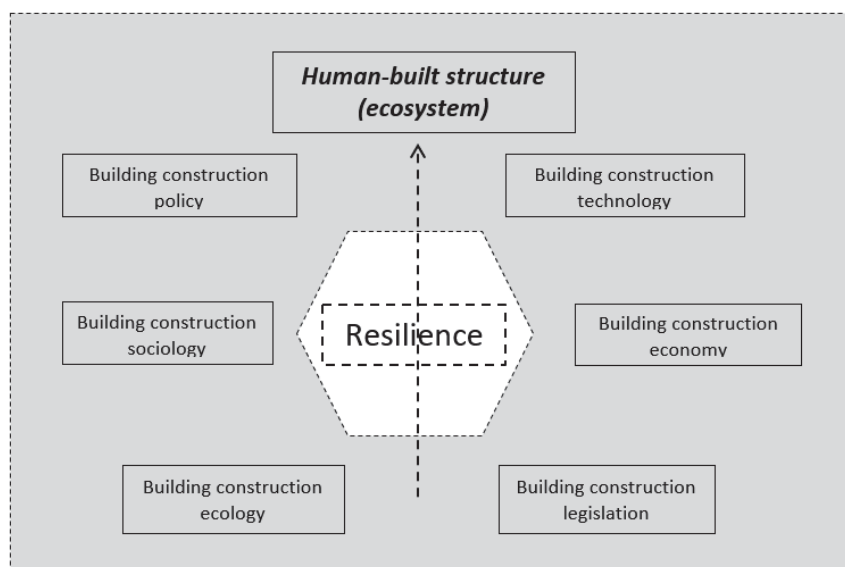 Human-built structure
(ecosystem)
Building construction
policy
Building construction
technology
Building construction
sociology
Resilience
Building construction
economy
Building construction
ecology
Building construction
legislation